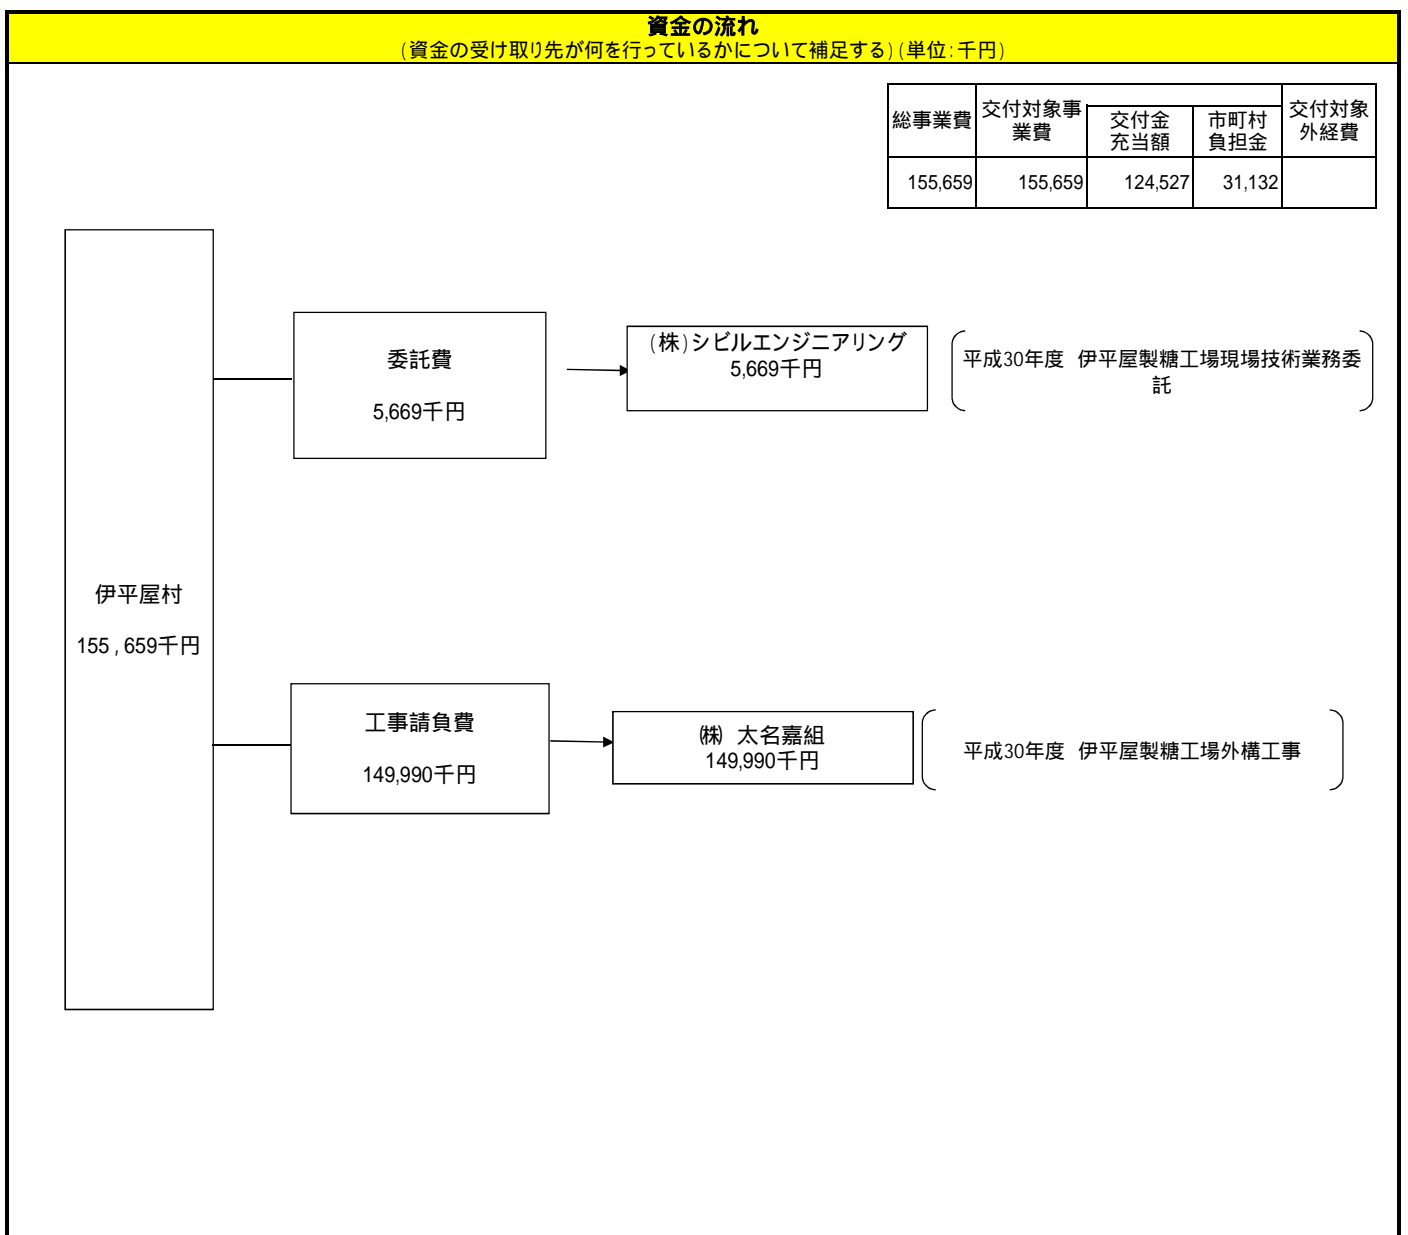 資金の流れ
(資金の受け取り先が何を行っているかについて補足する)(単位:千円)
総事業費
交付対象事
業費
交付金
充当額
市町村
負担金
交付対象
外経費
155,659 155,659 124,527 31,132
委託費
5,669千円
(株)シビルエンジニアリング
5,669千円
平成30年度 伊平屋製糖工場現場技術業務委
託
伊平屋村
155,659千円
工事請負費
149,990千円
㈱ 太名嘉組
149,990千円
平成30年度 伊平屋製糖工場外構工事